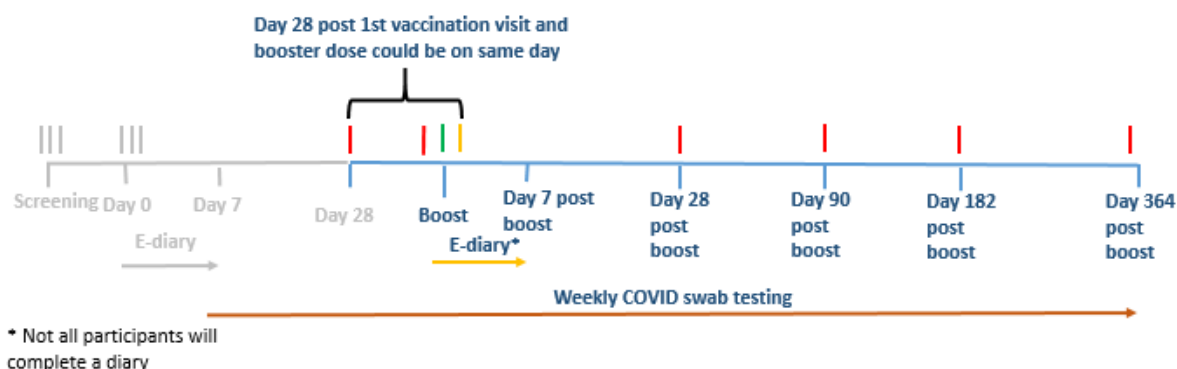 Day 28 post 1st vaccination visit and
booster dose could be on same day
Screening
Day 0
Day 7
Day 28
Boost
Day 7 post
boost
Day 28
post
boost
Day 90
post
boost
Day 182
post
boost
Day 364
post
boost
E-diary
E-diary*
Weekly COVID swab testing
* Not all participants will
complete a diary